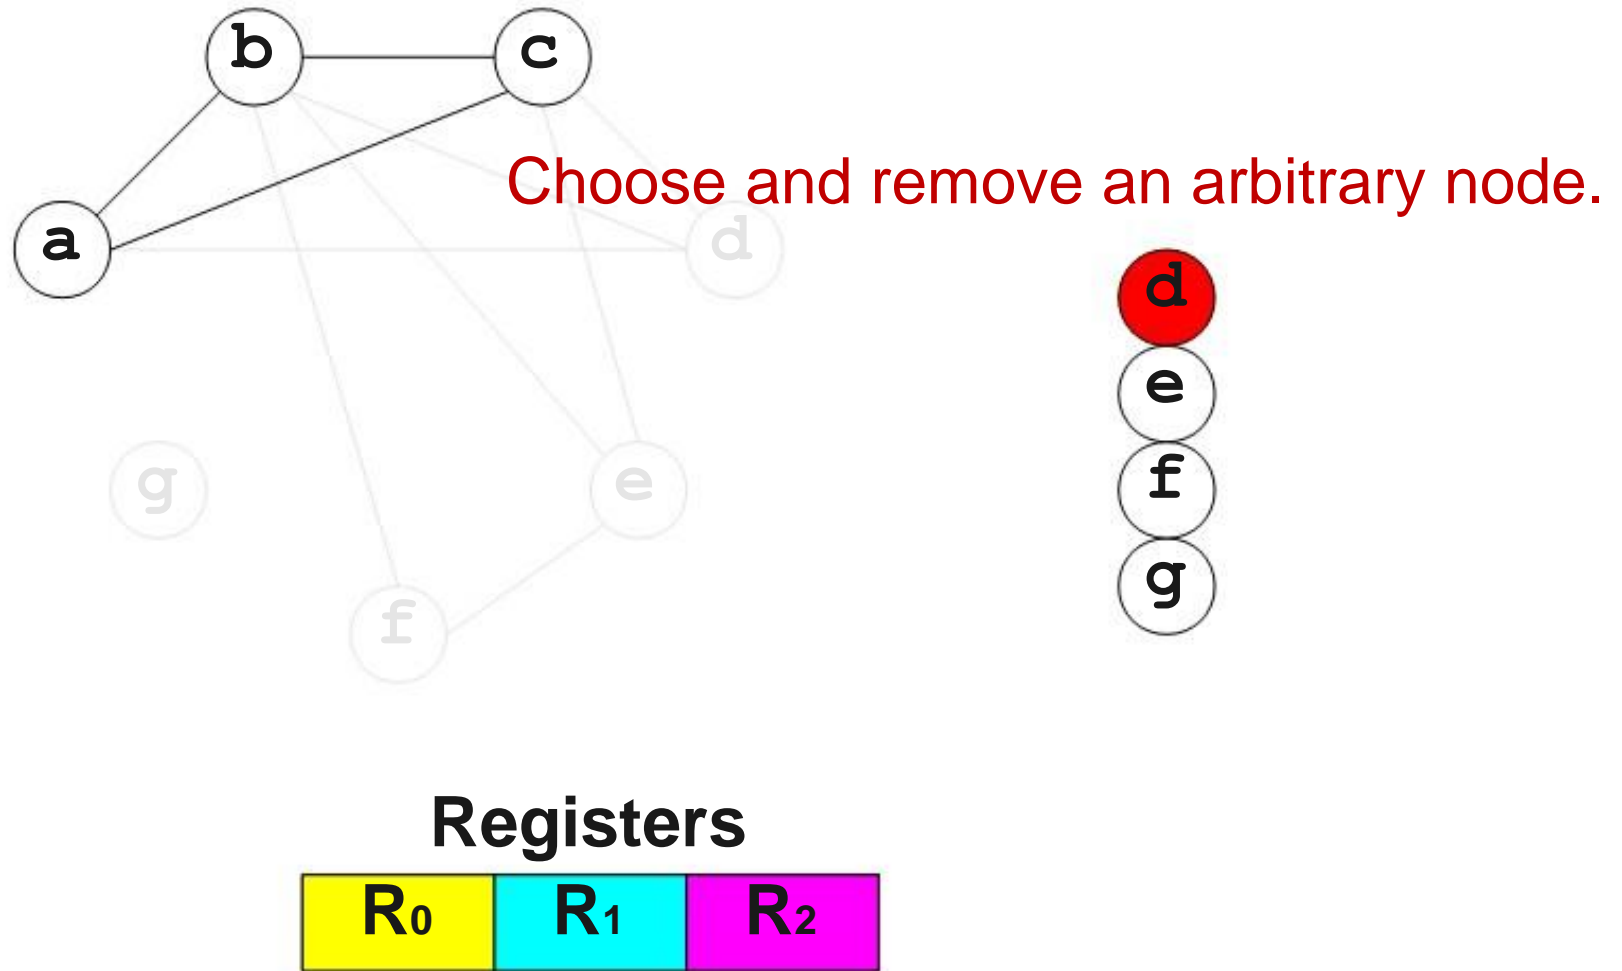 b c
Choose and remove an arbitrary node.
a d
d
e
f
g e
g
f
Registers
R0 R1 R2